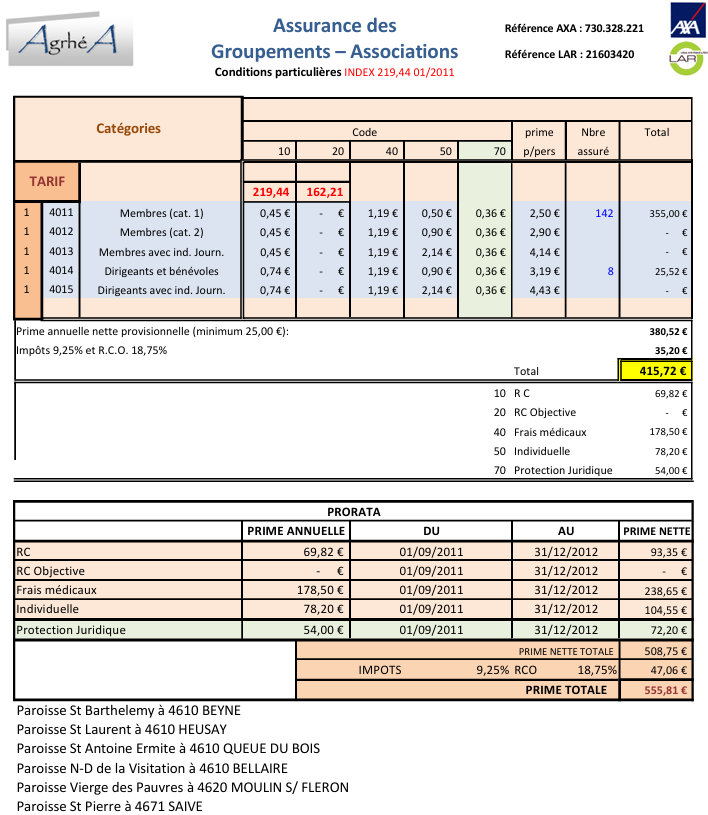 AgrhéA
Assurance des
Groupements – Associations
Conditions particulières INDEX 219,44 01/2011
Référence AXA : 730.328.221
Référence LAR : 21603420
AXA
LAR
Catégories
Code prime Nbre Total
10 20 40 50 70 p/pers assuré
TARIF
219,44 162,21
1 4011 Membres (cat. 1) 0,45 € - € 1,19 € 0,50 € 0,36 € 2,50 € 142 355,00 €
1 4012 Membres (cat. 2) 0,45 € - € 1,19 € 0,90 € 0,36 € 2,90 € - €
1 4013 Membres avec ind. Journ. 0,45 € - € 1,19 € 2,14 € 0,36 € 4,14 € - €
1 4014 Dirigeants et bénévoles 0,74 € - € 1,19 € 0,90 € 0,36 € 3,19 € 8 25,52 €
1 4015 Dirigeants avec ind. Journ. 0,74 € - € 1,19 € 2,14 € 0,36 € 4,43 € - €
Prime annuelle nette provisionnelle (minimum 25,00 €): 380,52 €
Impôts 9,25% et R.C.O. 18,75% 35,20 €
Total 415,72 €
10 R C 69,82 €
20 RC Objective - €
40 Frais médicaux 178,50 €
50 Individuelle 78,20 €
70 Protection Juridique 54,00 €
PRORATA
PRIME ANNUELLE DU AU PRIME NETTE
RC 69,82 € 01/09/2011 31/12/2012 93,35 €
RC Objective - € 01/09/2011 31/12/2012 - €
Frais médicaux 178,50 € 01/09/2011 31/12/2012 238,65 €
Individuelle 78,20 € 01/09/2011 31/12/2012 104,55 €
Protection Juridique 54,00 € 01/09/2011 31/12/2012 72,20 €
PRIME NETTE TOTALE 508,75 €
IMPOTS 9,25% RCO 18,75% 47,06 €
PRIME TOTALE 555,81 €
Paroisse St Barthelemy à 4610 BEYNE
Paroisse St Laurent à 4610 HEUSAY
Paroisse St Antoine Ermite à 4610 QUEUE DU BOIS
Paroisse N-D de la Visitation à 4610 BELLAIRE
Paroisse Vierge des Pauvres à 4620 MOULIN S/ FLERON
Paroisse St Pierre à 4671 SAIVE